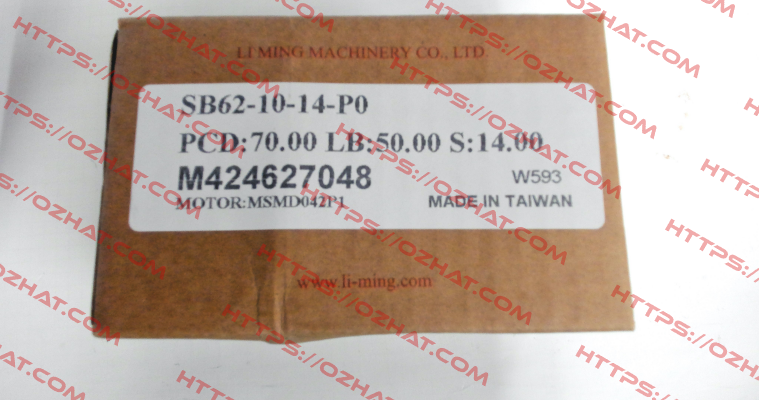 LI MING MACHINERY CO., LTD.
SB62-10-14-P0
PCD:70.00 LB:50.00 S:14.00
M424627048
W593
MOTOR:MSMD042P1
MADE IN TAIWAN
www.li-ming.com
HTTPS://OZHAT.COM